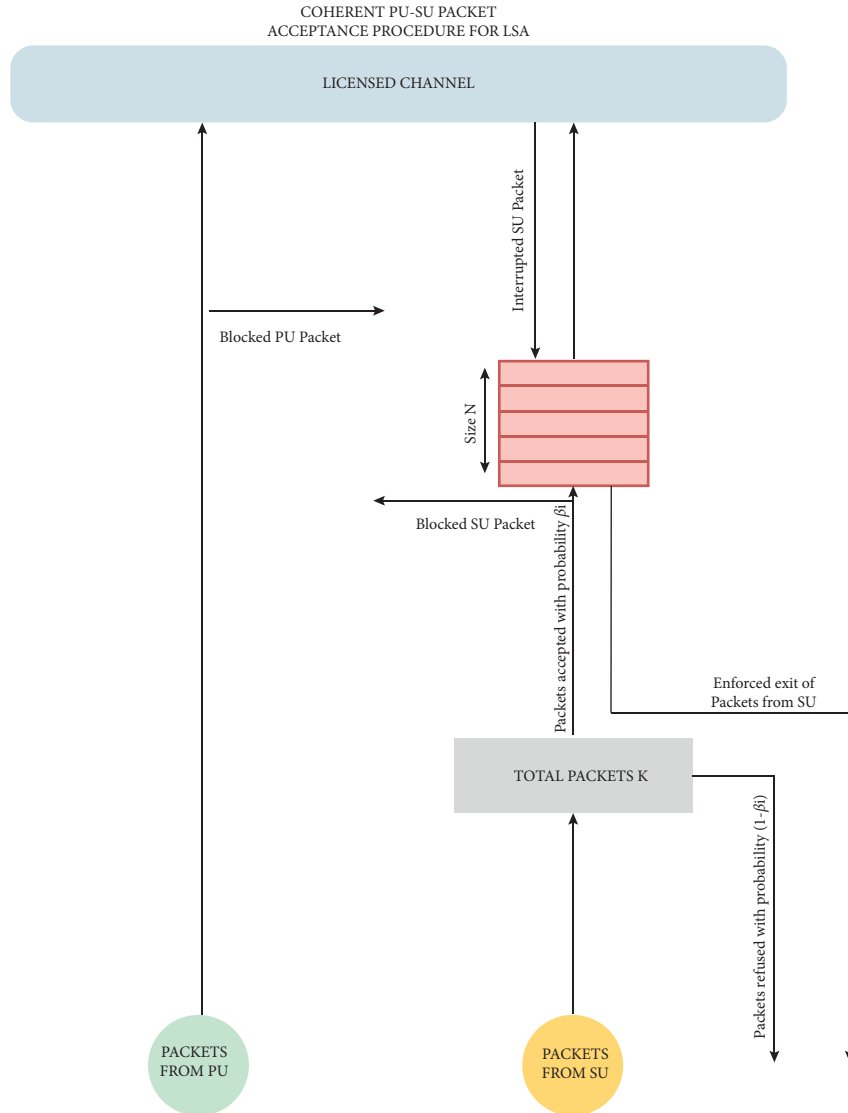 COHERENT PU-SU PACKET
ACCEPTANCE PROCEDURE FOR LSA
LICENSED CHANNEL
Interrupted SU Packet
Blocked PU Packet
Size N
Blocked SU Packet
Packets accepted with probability βi
Enforced exit of
Packets from SU
TOTAL PACKETS K
Packets refused with probability (1-βi)
PACKETS
FROM PU
PACKETS
FROM SU